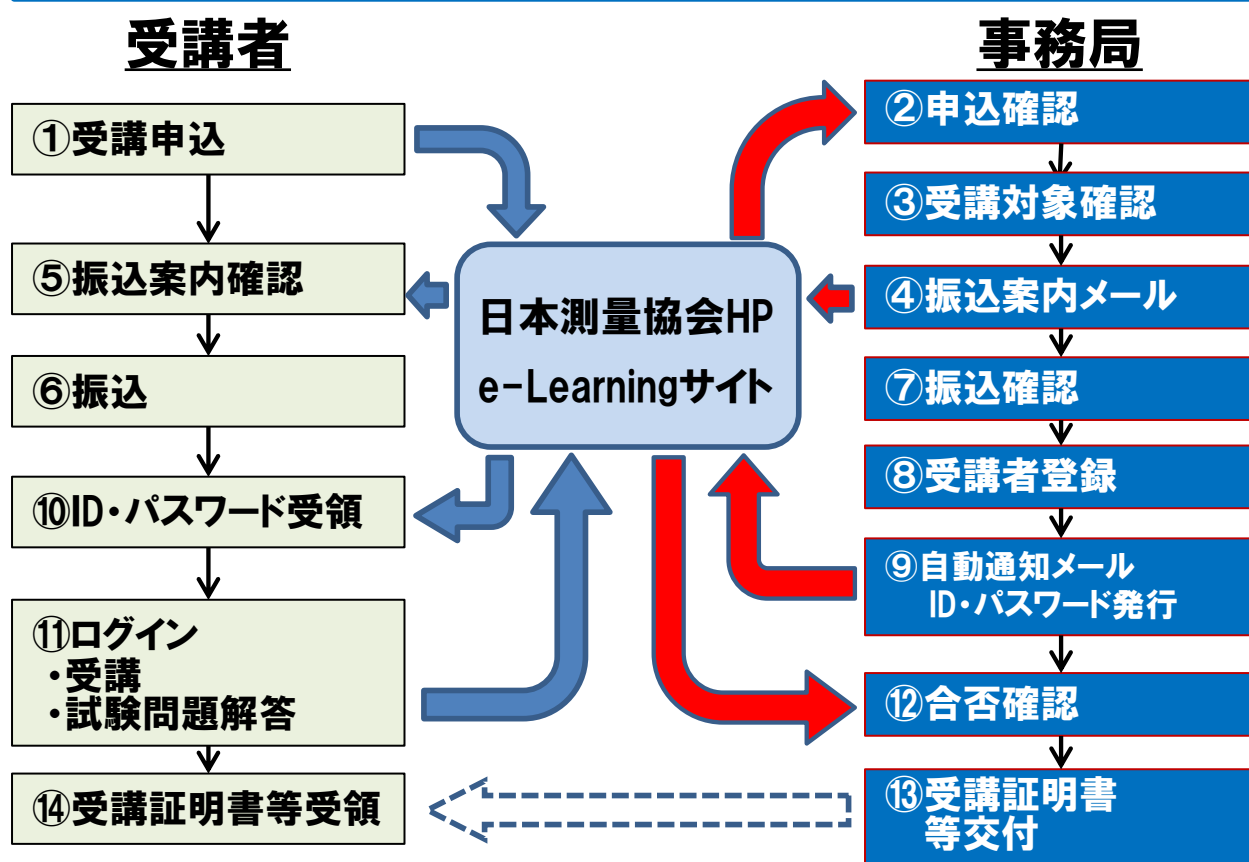 受講者
事務局
①受講申込
⑤振込案内確認
⑥振込
⑩ID・パスワード受領
⑪ログイン
・受講
・試験問題解答
⑭受講証明書等受領
日本測量協会HP
e-Learningサイト
②申込確認
③受講対象確認
④振込案内メール
⑦振込確認
⑧受講者登録
⑨自動通知メール
ID・パスワード発行
⑫合否確認
⑬受講証明書
等交付